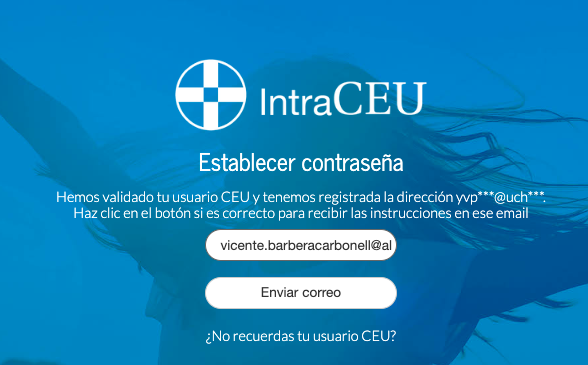 IntraCEU
Establecer contraseña
Hemos validado tu usuario CEU y tenemos registrada la dirección yvp***@uch***.
Haz clic en el botón si es correcto para recibir las instrucciones en ese email
vicente.barberacarbonell@al
Enviar correo
¿No recuerdas tu usuario CEU?